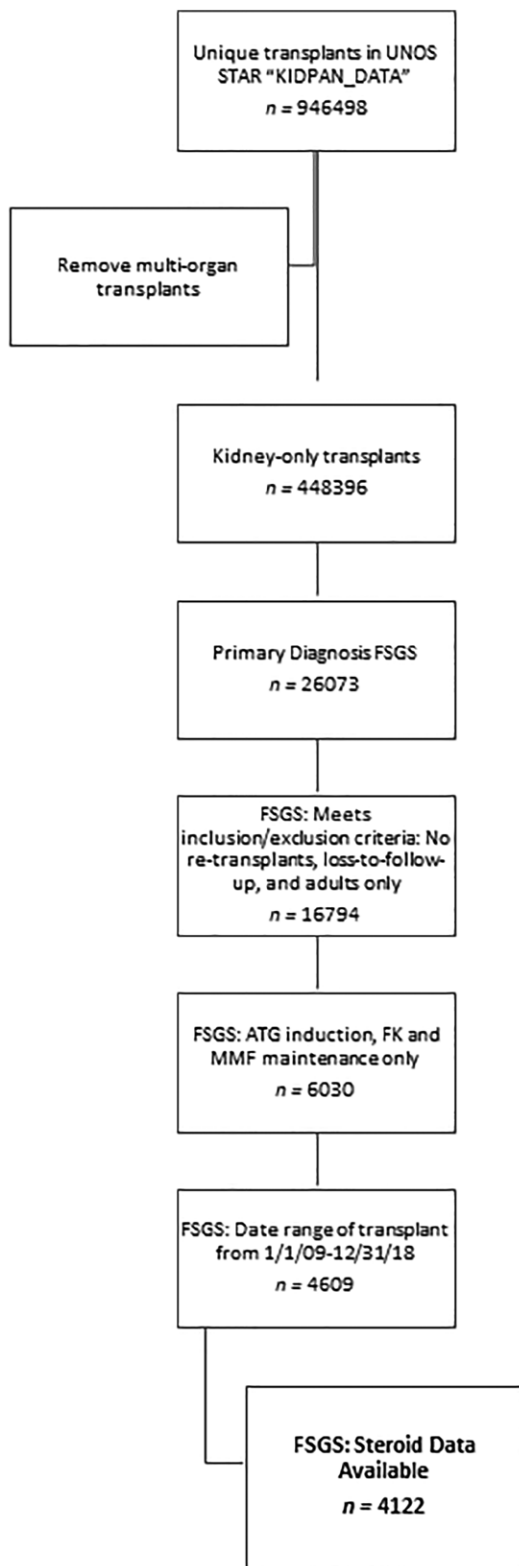 Unique transplants in UNOS
STAR “KIDPAN_DATA”
n = 946498
Remove multi-organ
transplants
Kidney-only transplants
n = 448396
Primary Diagnosis FSGS
n = 26073
FSGS: Meets
inclusion/exclusion criteria: No
re-transplants, loss-to-follow-
up, and adults only
n = 16794
FSGS: ATG induction, FK and
MMF maintenance only
n = 6030
FSGS: Date range of transplant
from 1/1/09-12/31/18
n = 4609
FSGS: Steroid Data
Available
n = 4122